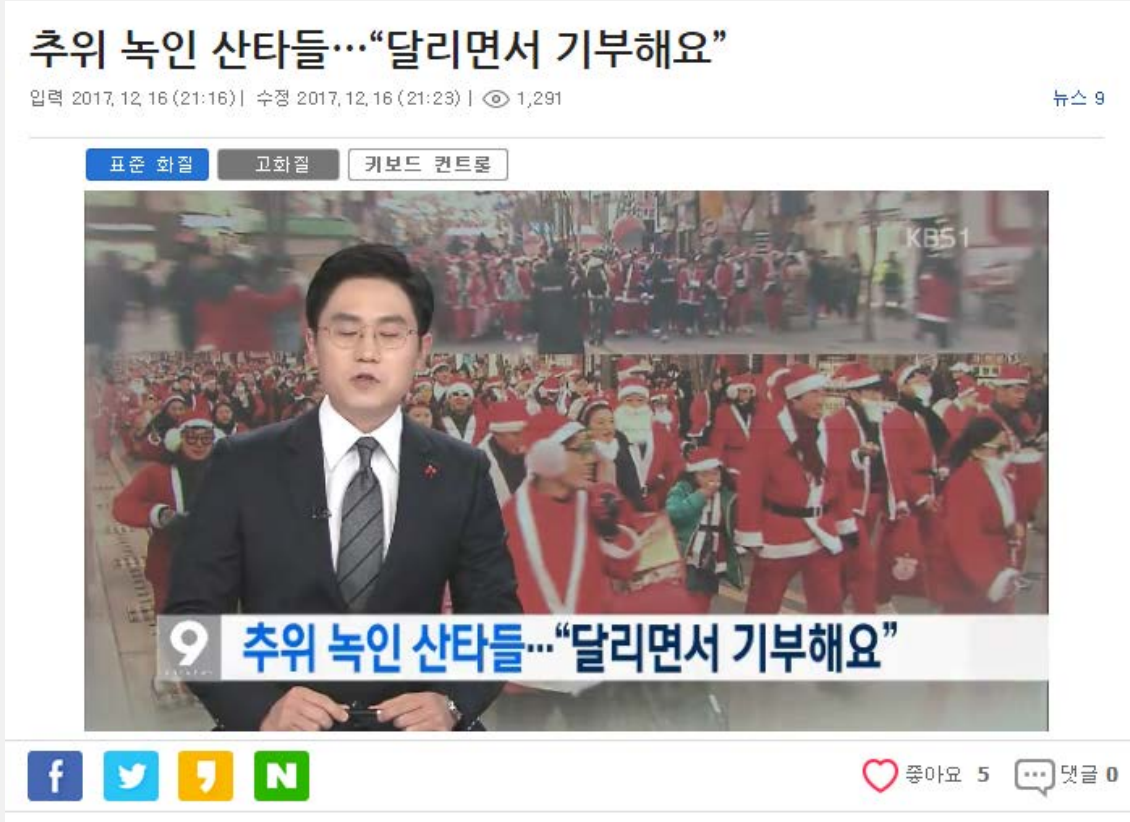 추위 녹인 산타들…“달리면서 기부해요”
입력 2017.12.16 (21:16) | 수정 2017.12.16 (21:23) | 1,291
뉴스 9
표준 화질 고화질 키보드 컨트롤
KBS1
9 추위 녹인 산타들…“달리면서 기부해요”
f N 좋아요 5 댓글 0